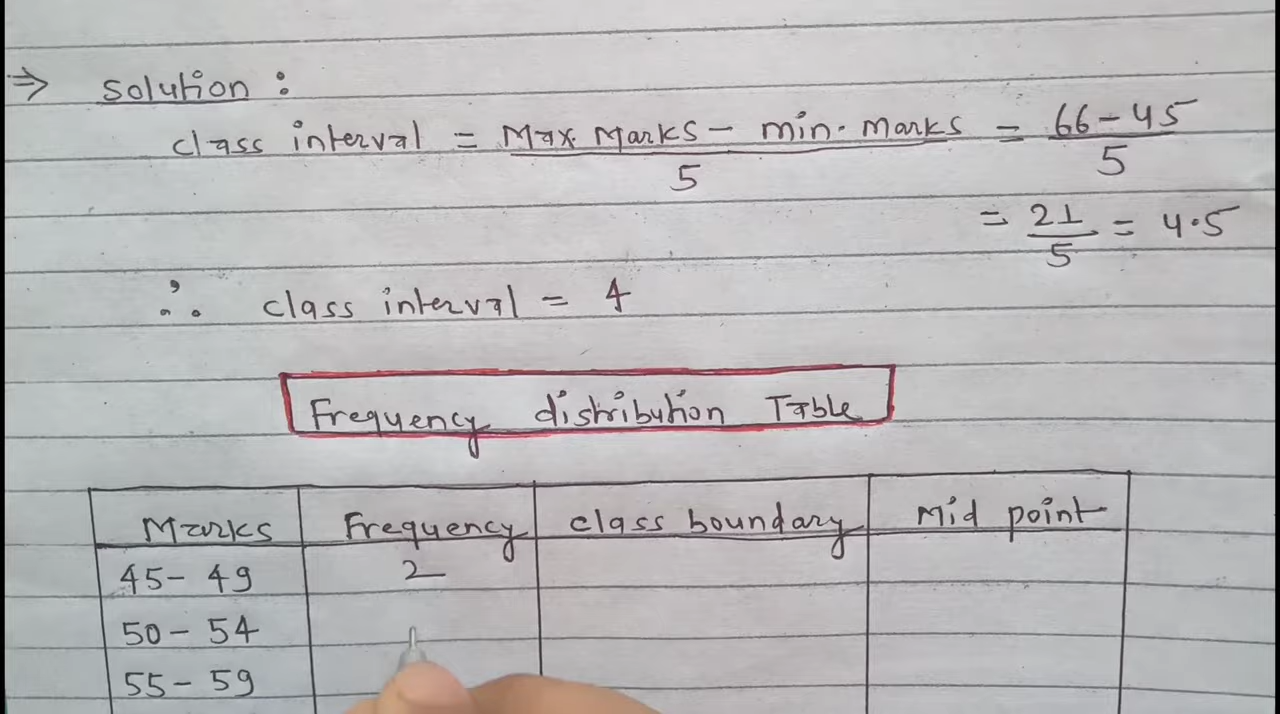 ⇒ Solution :
class interval = Max. Marks - min. Marks / 5 = 66 - 45 / 5
= 21 / 5 = 4.5
∴ class interval = 4
Frequency distribution Table
Marks Frequency class boundary Mid point
45 - 49 2
50 - 54
55 - 59